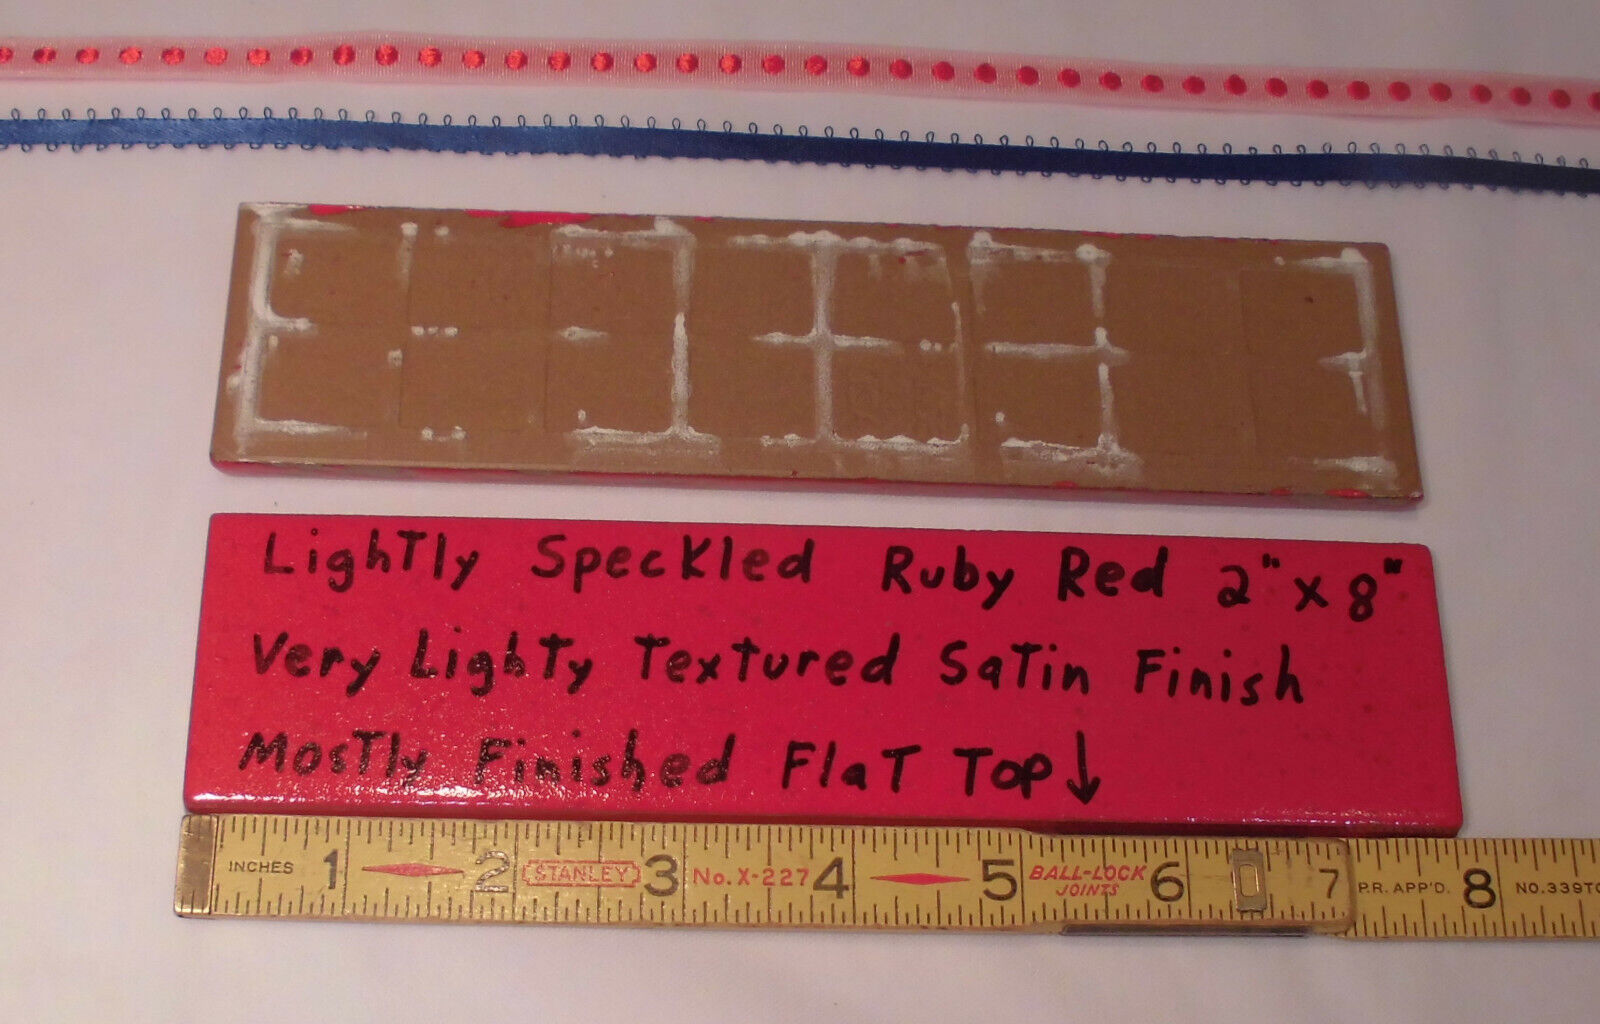 LighTly Speckled Ruby Red 2" x 8"
Very Lighty Textured Satin Finish
Mostly Finished Flat Top ↓
INCHES 1 2 STANLEY 3 No. X-227 4 5 BALL-LOCK JOINTS 6 7 P.R. APP'D. 8 NO. 339TO